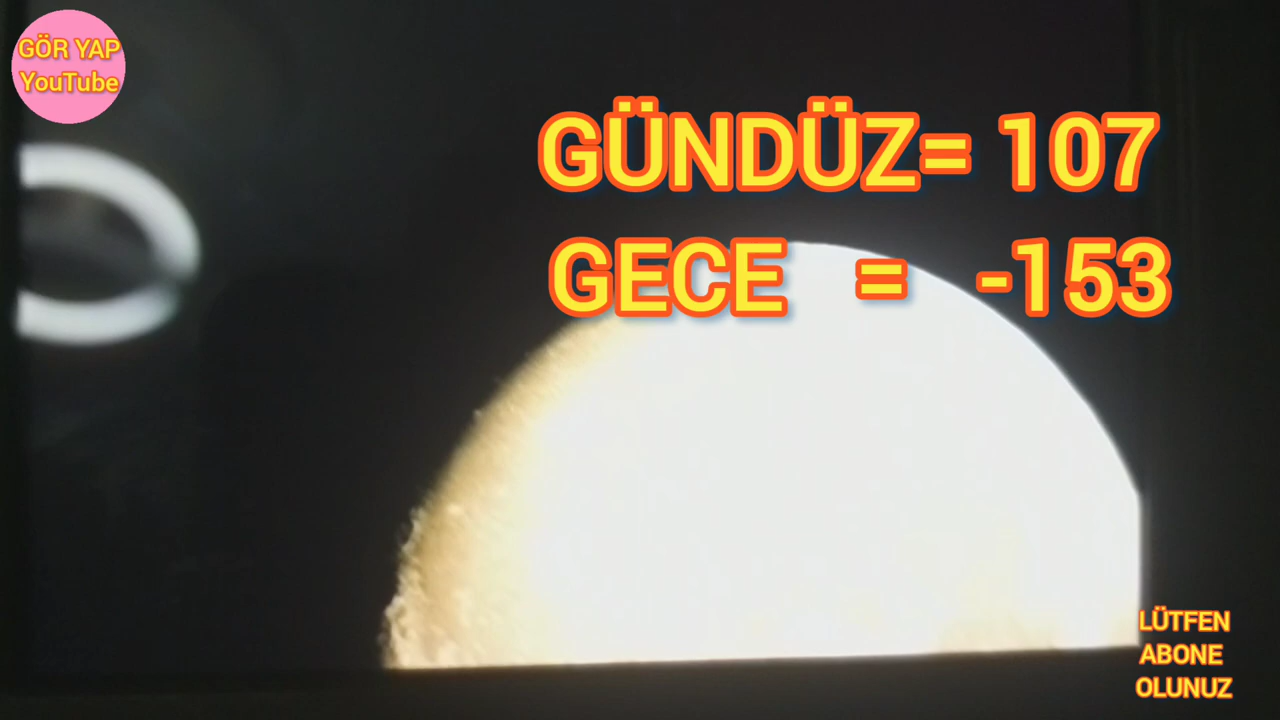 GÖR YAP
YouTube
GÜNDÜZ= 107
GECE = -153
LÜTFEN
ABONE
OLUNUZ